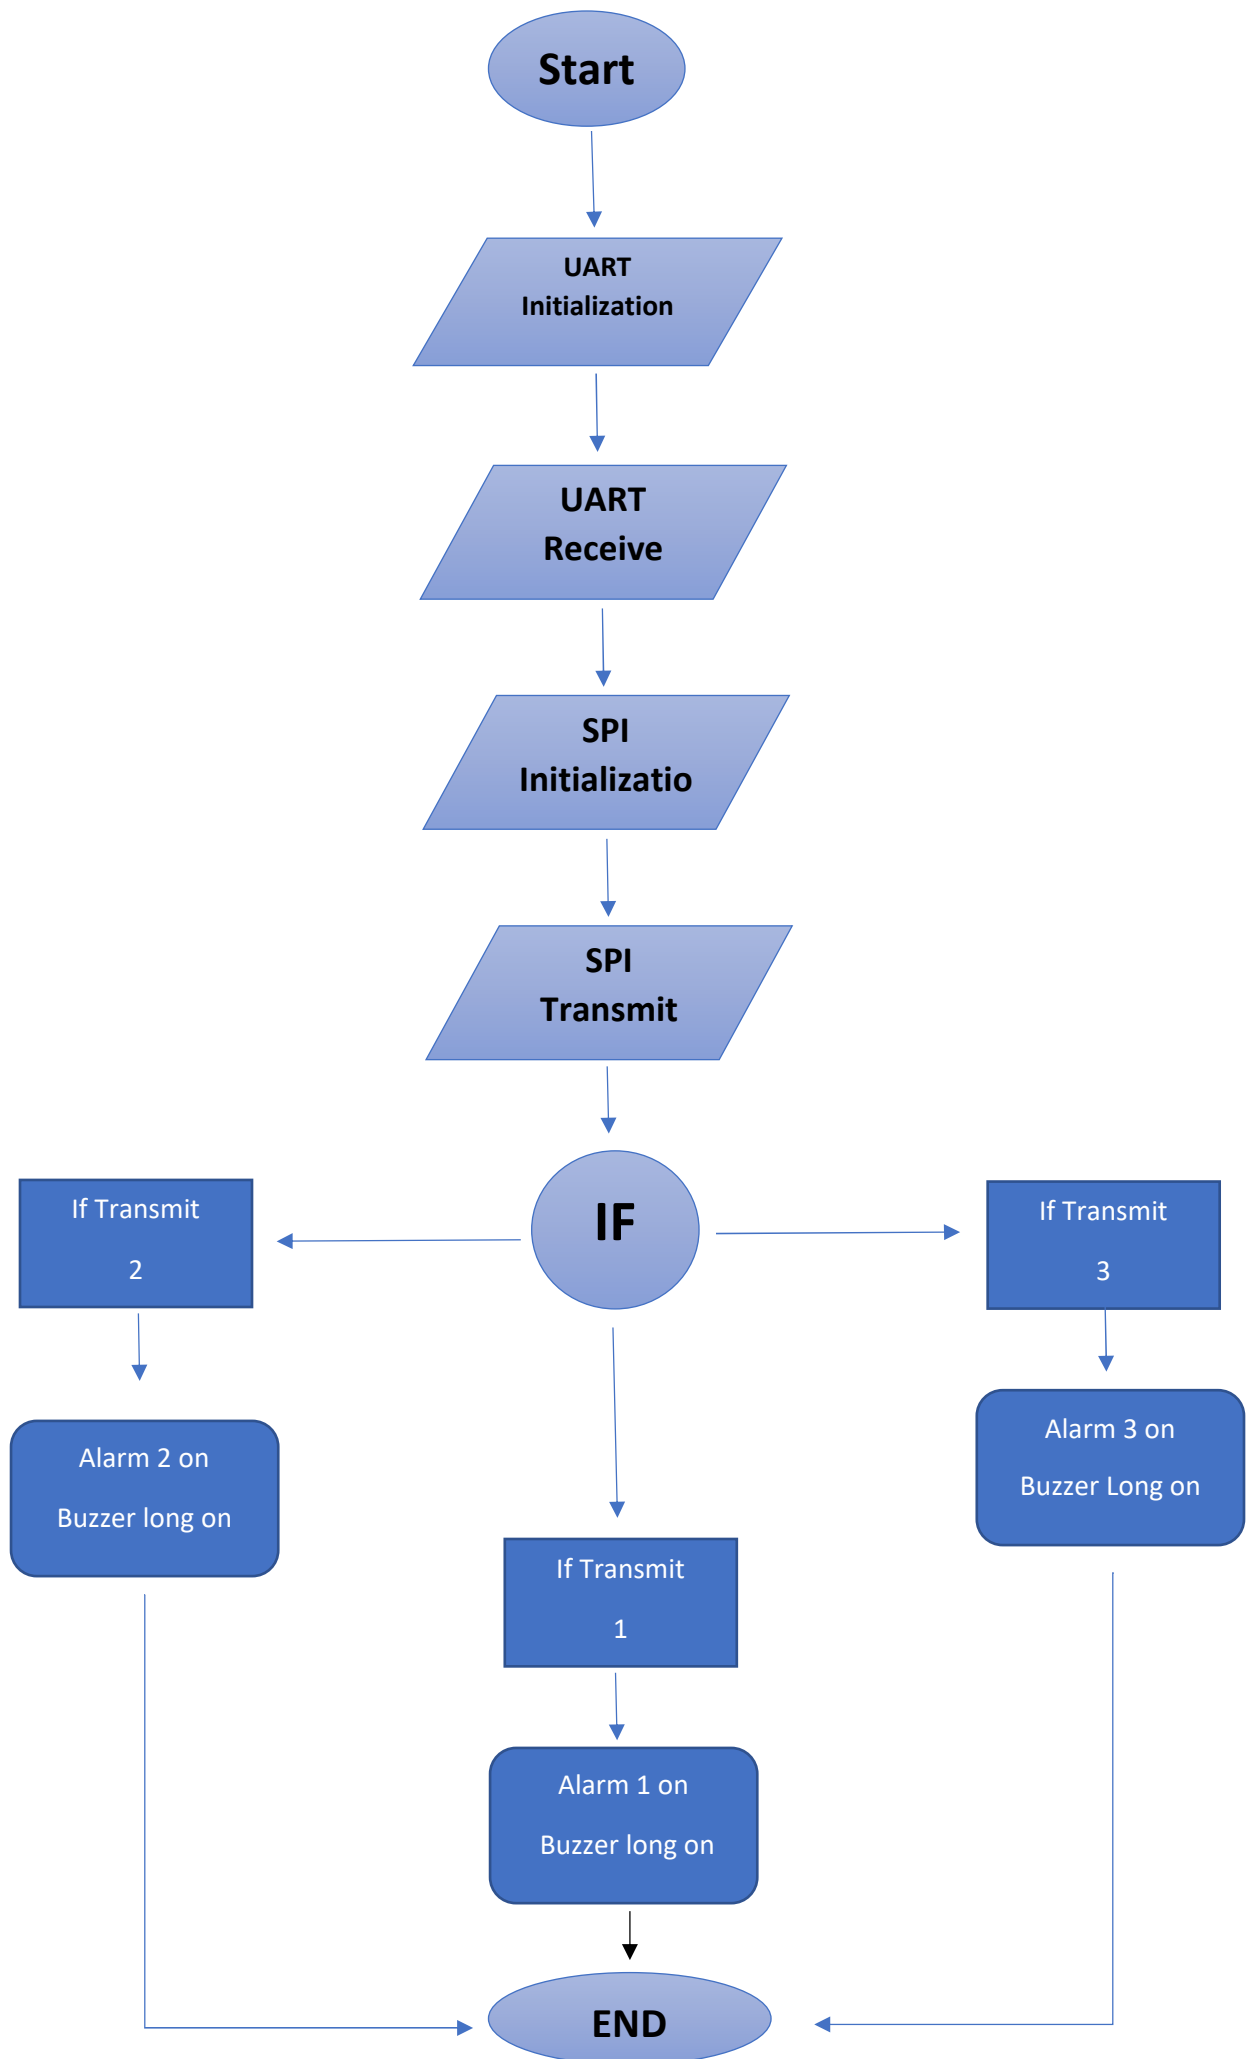 Start
UART
Initialization
UART
Receive
SPI
Initializatio
SPI
Transmit
IF
If Transmit
2
If Transmit
3
Alarm 2 on
Buzzer long on
Alarm 3 on
Buzzer Long on
If Transmit
1
Alarm 1 on
Buzzer long on
END